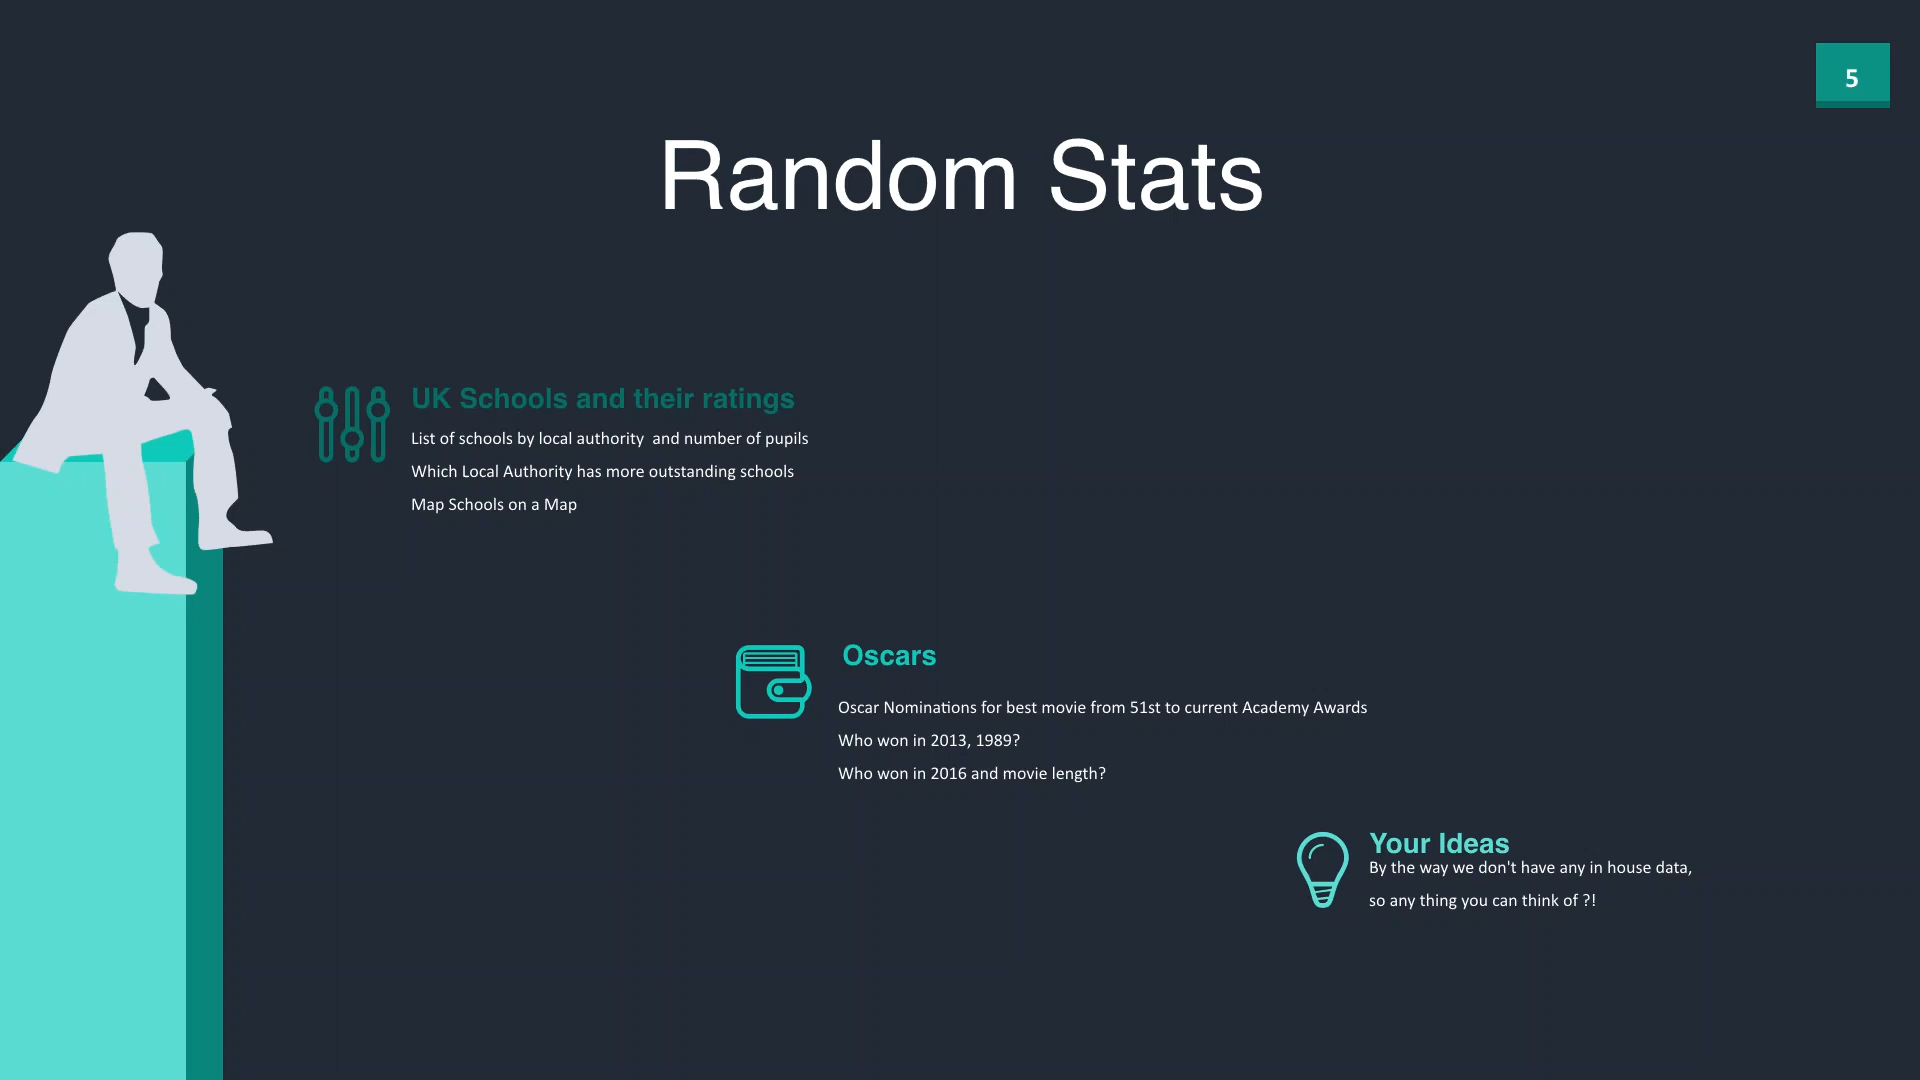 5
Random Stats
UK Schools and their ratings
List of schools by local authority  and number of pupils
Which Local Authority has more outstanding schools
Map Schools on a Map
Oscars
Oscar Nominations for best movie from 51st to current Academy Awards
Who won in 2013, 1989?
Who won in 2016 and movie length?
Your Ideas
By the way we don't have any in house data,
so any thing you can think of ?!